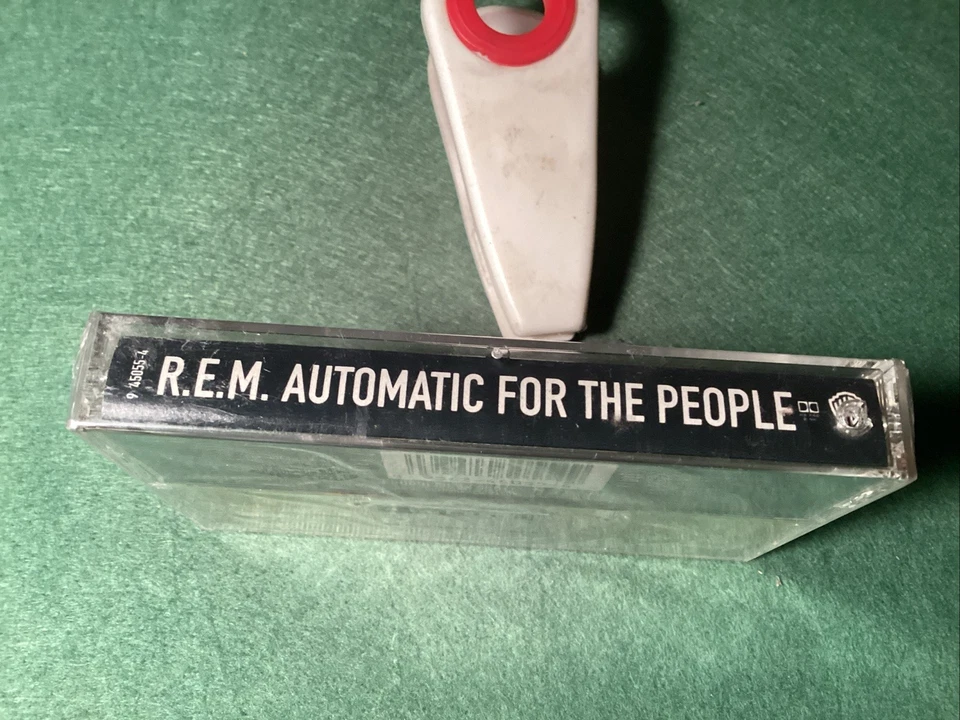 9 45055-4
R.E.M. AUTOMATIC FOR THE PEOPLE